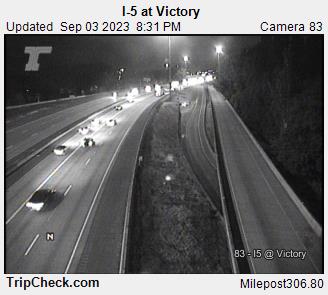 I-5 at Victory
Updated Sep 03 2023 8:31 PM Camera 83
T
N
83 - I5 @ Victory
TripCheck.com Milepost306.80